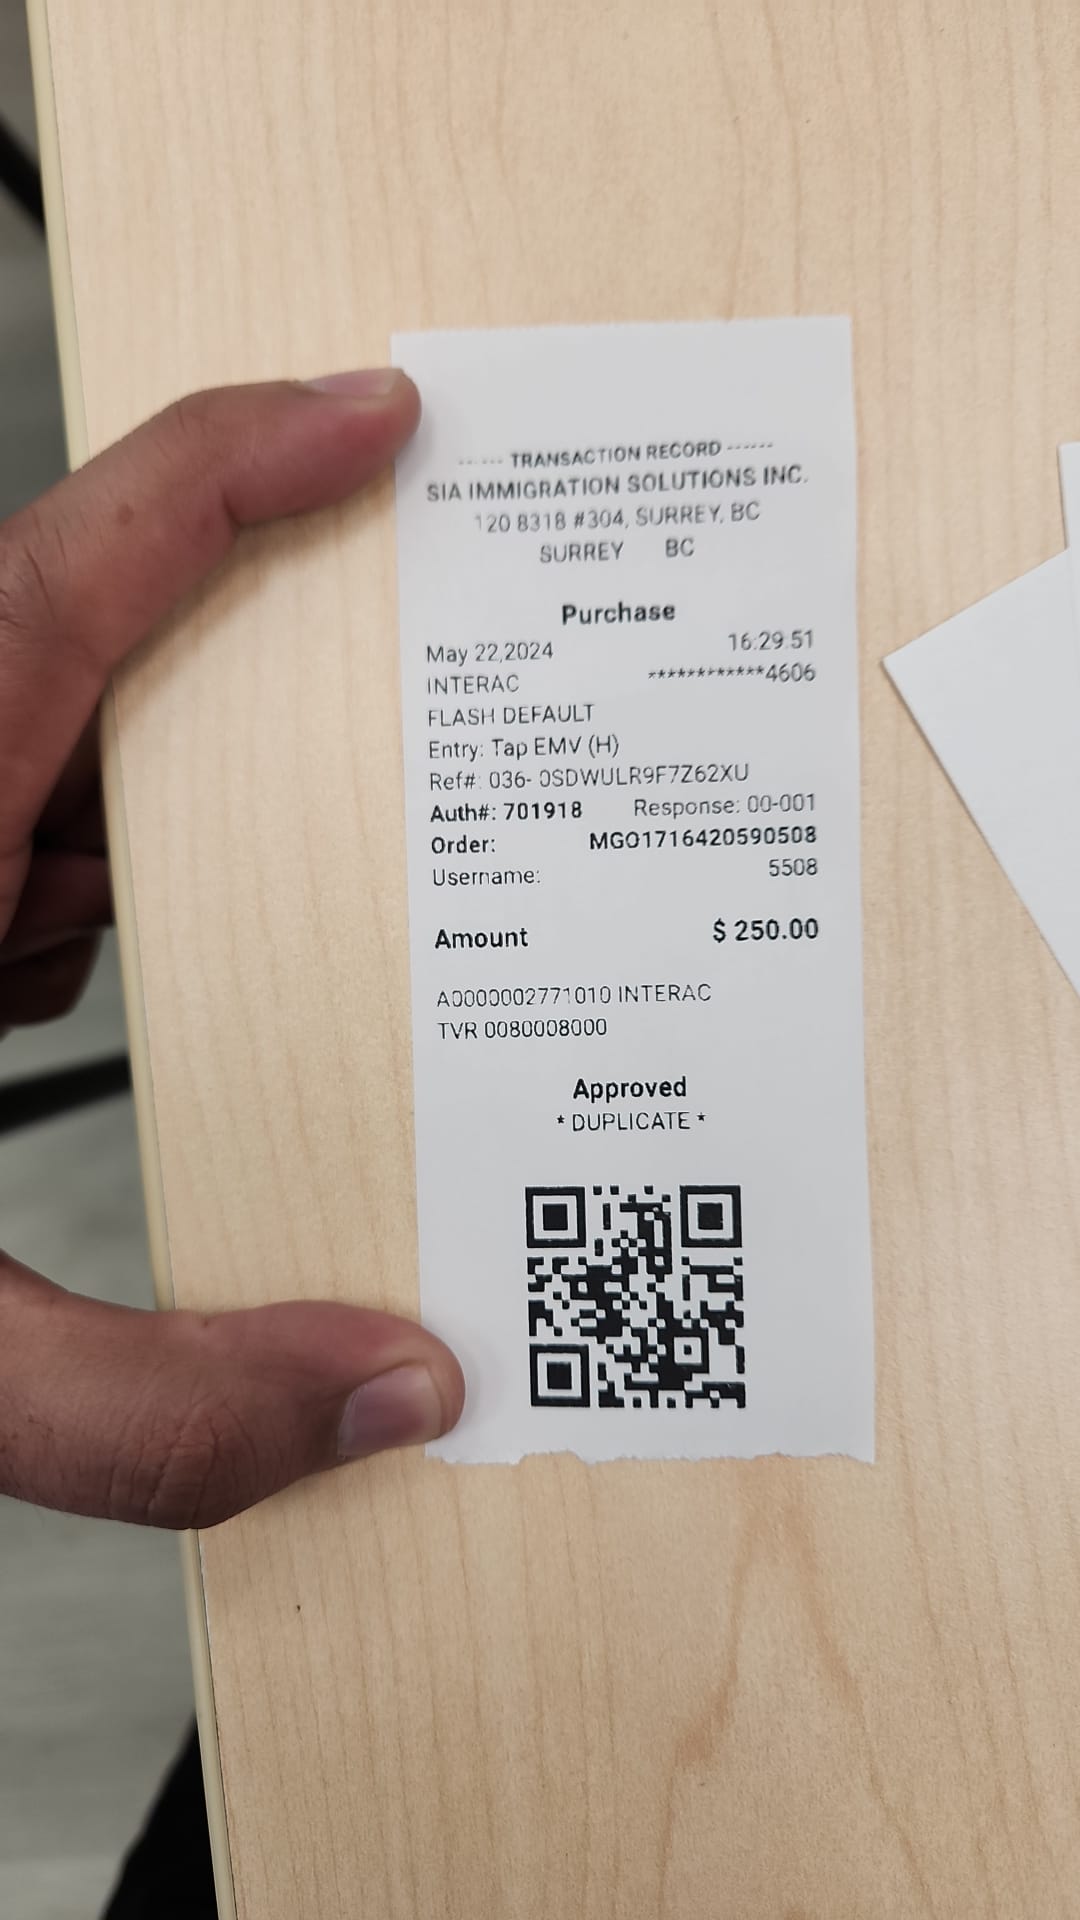 ------ TRANSACTION RECORD ------
SIA IMMIGRATION SOLUTIONS INC.
120 8318 #304, SURREY, BC
SURREY BC
Purchase
May 22,2024 16:29:51
INTERAC ************4606
FLASH DEFAULT
Entry: Tap EMV (H)
Ref#: 036- 0SDWULR9F7Z62XU
Auth#: 701918 Response: 00-001
Order: MGO1716420590508
Username: 5508
Amount $ 250.00
A0000002771010 INTERAC
TVR 0080008000
Approved
* DUPLICATE *